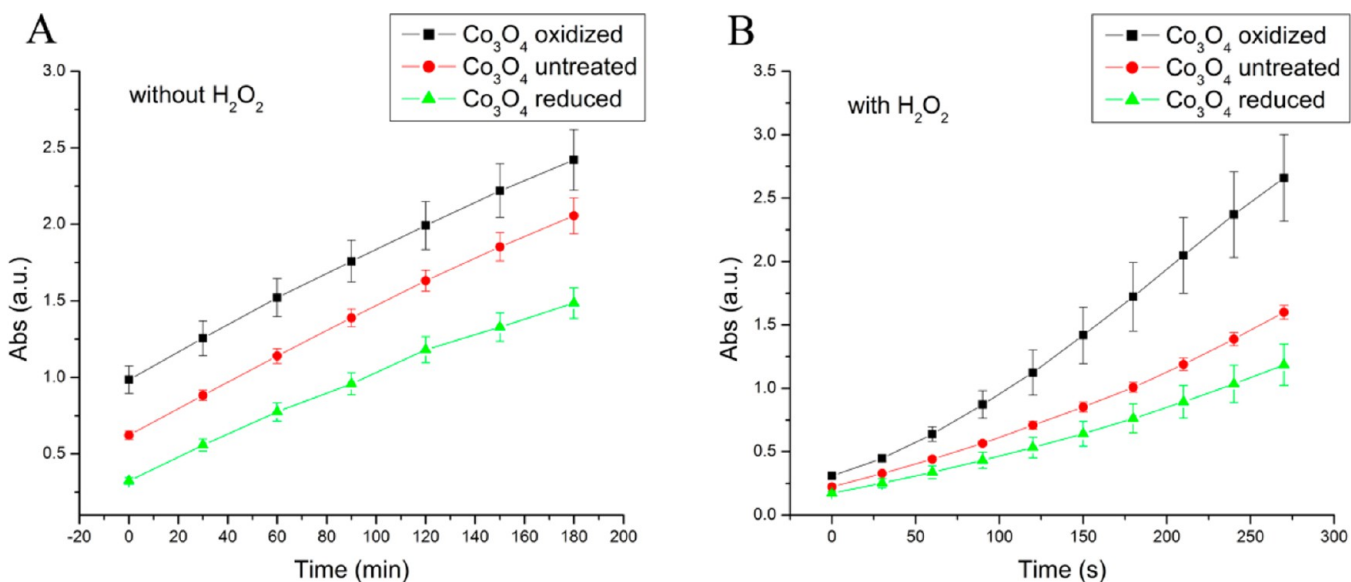 A
Co₃O₄ oxidized
Co₃O₄ untreated
Co₃O₄ reduced
without H₂O₂
3.0
2.5
2.0
1.5
1.0
0.5
Abs (a.u.)
-20 0 20 40 60 80 100 120 140 160 180 200
Time (min)
B
Co₃O₄ oxidized
Co₃O₄ untreated
Co₃O₄ reduced
with H₂O₂
3.5
3.0
2.5
2.0
1.5
1.0
0.5
0.0
Abs (a.u.)
0 50 100 150 200 250 300
Time (s)